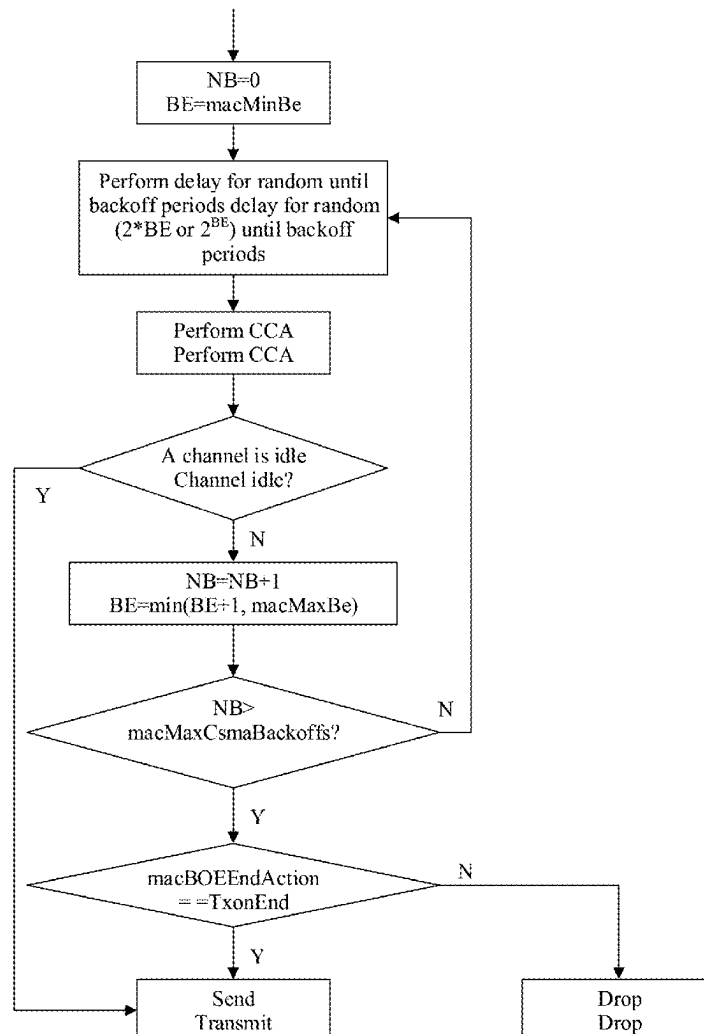 NB=0
BE=macMinBe
Perform delay for random until
backoff periods delay for random
(2*BE or 2^BE) until backoff
periods
Perform CCA
Perform CCA
A channel is idle
Channel idle?
Y
N
NB=NB+1
BE=min(BE+1, macMaxBe)
NB>
macMaxCsmaBackoffs?
N
Y
macBOEEndAction
= =TxonEnd
N
Y
Send
Transmit
Drop
Drop